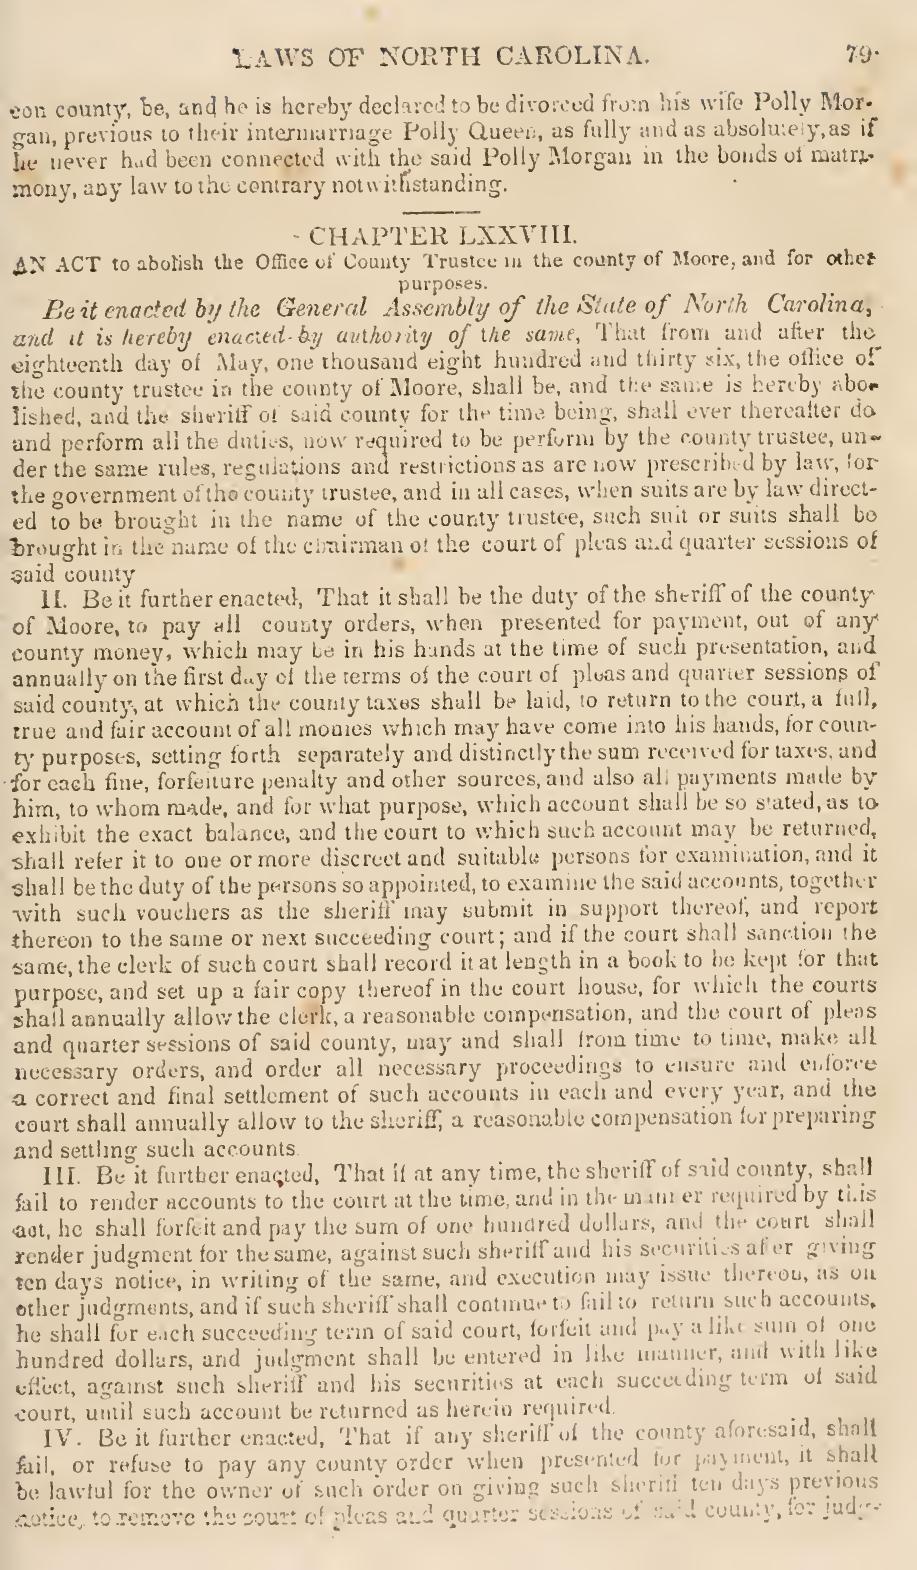 LAWS OF NORTH CAROLINA. 79.
con county, be, and he is hereby declared to be divorced from his wife Polly Mor-
gan, previous to their intermarriage Polly Queen, as fully and as absolutely, as if
he never had been connected with the said Polly Morgan in the bonds of matri-
mony, any law to the contrary notwithstanding.
CHAPTER LXXVIII.
AN ACT to abolish the Office of County Trustee in the county of Moore, and for other
purposes.
Be it enacted by the General Assembly of the State of North Carolina,
and it is hereby enacted by authority of the same, That from and after the
eighteenth day of May, one thousand eight hundred and thirty six, the office of
the county trustee in the county of Moore, shall be, and the same is hereby abo-
lished, and the sheriff of said county for the time being, shall ever thereafter do
and perform all the duties, now required to be perform by the county trustee, un-
der the same rules, regulations and restrictions as are now prescribed by law, for
the government of the county trustee, and in all cases, when suits are by law direct-
ed to be brought in the name of the county trustee, such suit or suits shall be
brought in the name of the chairman of the court of pleas and quarter sessions of
said county
II. Be it further enacted, That it shall be the duty of the sheriff of the county
of Moore, to pay all county orders, when presented for payment, out of any
county money, which may be in his hands at the time of such presentation, and
annually on the first day of the terms of the court of pleas and quarter sessions of
said county, at which the county taxes shall be laid, to return to the court, a full,
true and fair account of all monies which may have come into his hands, for coun-
ty purposes, setting forth separately and distinctly the sum received for taxes, and
for each fine, forfeiture penalty and other sources, and also all payments made by
him, to whom made, and for what purpose, which account shall be so stated, as to
exhibit the exact balance, and the court to which such account may be returned,
shall refer it to one or more discreet and suitable persons for examination, and it
shall be the duty of the persons so appointed, to examine the said accounts, together
with such vouchers as the sheriff may submit in support thereof, and report
thereon to the same or next succeeding court; and if the court shall sanction the
same, the clerk of such court shall record it at length in a book to be kept for that
purpose, and set up a fair copy thereof in the court house, for which the courts
shall annually allow the clerk, a reasonable compensation, and the court of pleas
and quarter sessions of said county, may and shall from time to time, make all
necessary orders, and order all necessary proceedings to ensure and enforce
a correct and final settlement of such accounts in each and every year, and the
court shall annually allow to the sheriff, a reasonable compensation for preparing
and settling such accounts.
III. Be it further enacted, That if at any time, the sheriff of said county, shall
fail to render accounts to the court at the time, and in the manner required by this
act, he shall forfeit and pay the sum of one hundred dollars, and the court shall
render judgment for the same, against such sheriff and his securities after giving
ten days notice, in writing of the same, and execution may issue thereon, as on
other judgments, and if such sheriff shall continue to fail to return such accounts,
he shall for each succeeding term of said court, forfeit and pay a like sum of one
hundred dollars, and judgment shall be entered in like manner, and with like
effect, against such sheriff and his securities at each succeeding term of said
court, until such account be returned as herein required.
IV. Be it further enacted, That if any sheriff of the county aforesaid, shall
fail, or refuse to pay any county order when presented for payment, it shall
be lawful for the owner of such order on giving such sheriff ten days previous
notice, to remove the court of pleas and quarter sessions of said county, for judg-